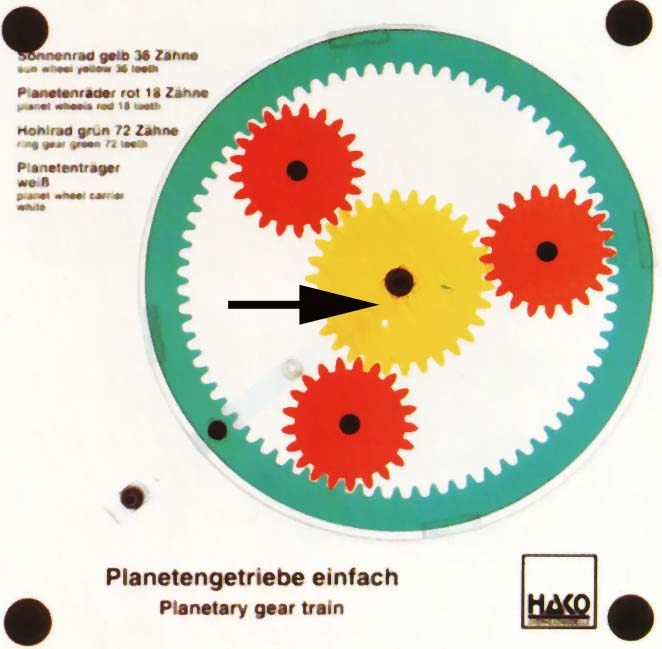 Sonnenrad gelb 36 Zähne
sun wheel yellow 36 teeth
Planetenräder rot 18 Zähne
planet wheels red 18 teeth
Hohlrad grün 72 Zähne
ring gear green 72 teeth
Planetenträger
weiß
planet wheel carrier
white
Planetengetriebe einfach
Planetary gear train
HAKO